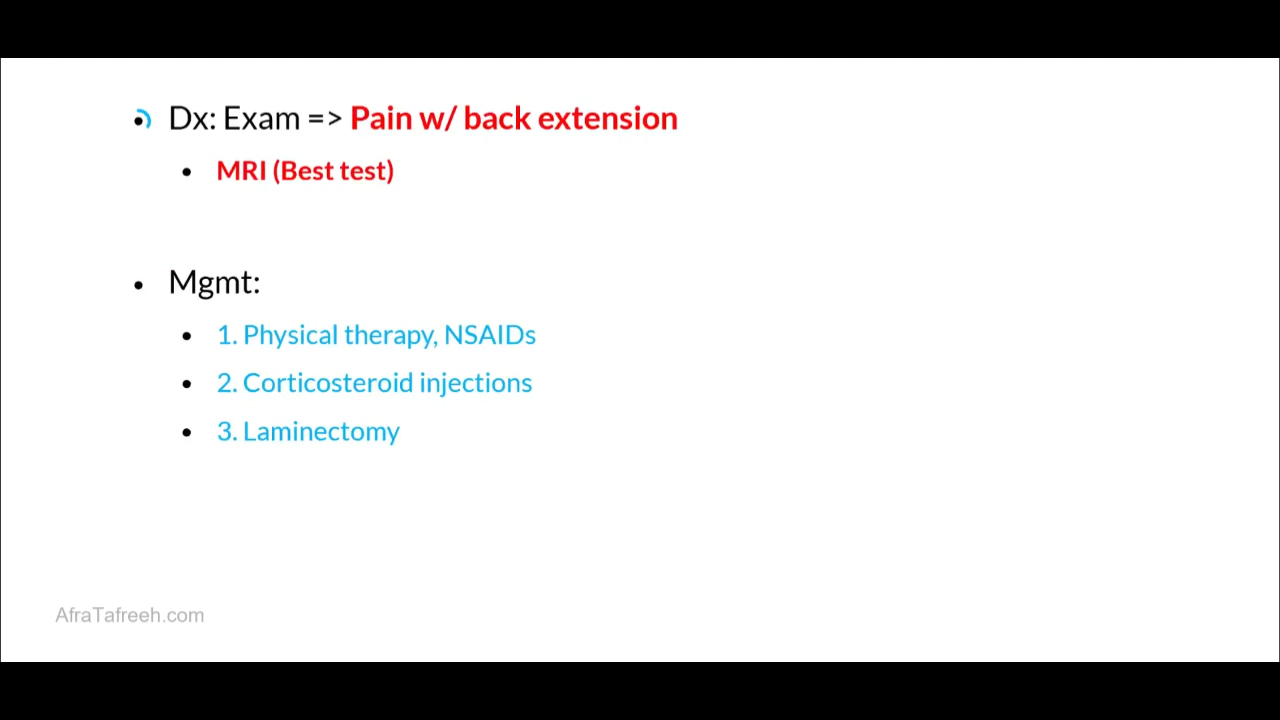 Dx: Exam => Pain w/ back extension
MRI (Best test)
Mgmt:
1. Physical therapy, NSAIDs
2. Corticosteroid injections
3. Laminectomy
AfraTafreeh.com